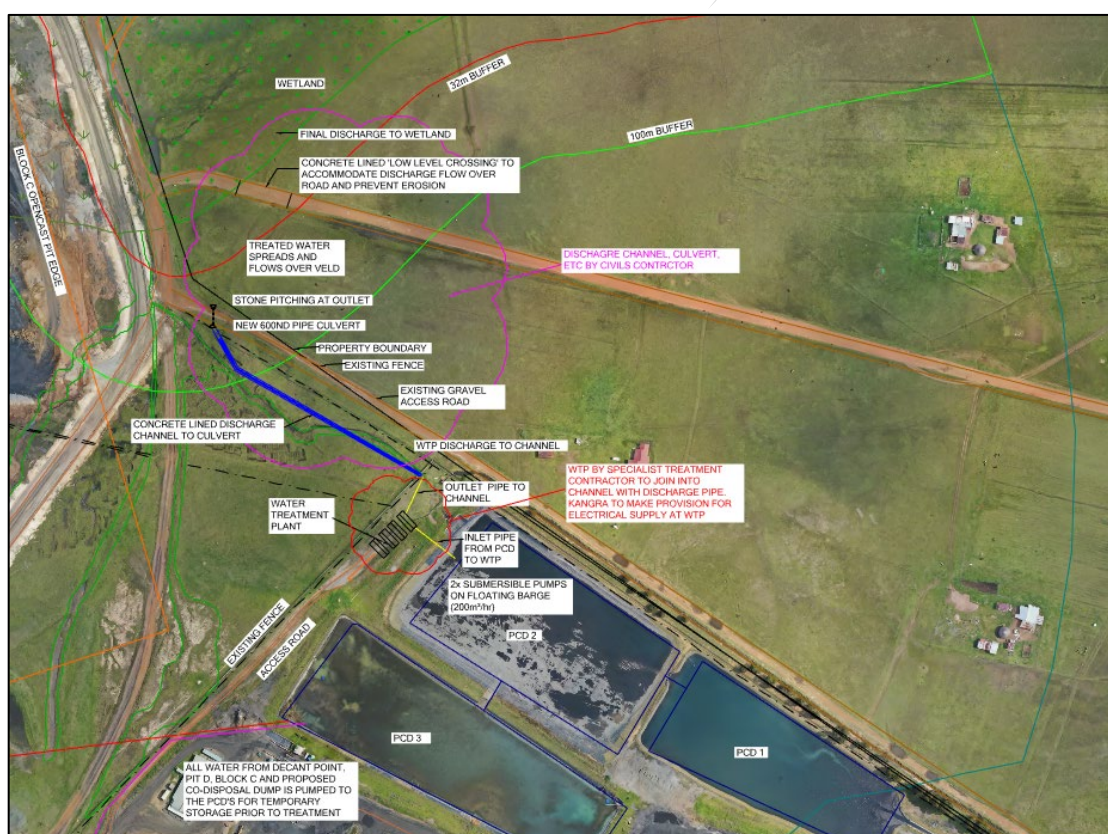 WETLAND
32m BUFFER
FINAL DISCHARGE TO WETLAND
100m BUFFER
CONCRETE LINED 'LOW LEVEL CROSSING' TO
ACCOMMODATE DISCHARGE FLOW OVER
ROAD AND PREVENT EROSION
BLOCK C OPENCAST PIT EDGE
TREATED WATER
SPREADS AND
FLOWS OVER VELD
DISCHAGRE CHANNEL, CULVERT,
ETC BY CIVILS CONTRCTOR
STONE PITCHING AT OUTLET
NEW 600ND PIPE CULVERT
PROPERTY BOUNDARY
EXISTING FENCE
EXISTING GRAVEL
ACCESS ROAD
CONCRETE LINED DISCHARGE
CHANNEL TO CULVERT
WTP DISCHARGE TO CHANNEL
WTP BY SPECIALIST TREATMENT
CONTRACTOR TO JOIN INTO
CHANNEL WITH DISCHARGE PIPE.
KANGRA TO MAKE PROVISION FOR
ELECTRICAL SUPPLY AT WTP
OUTLET PIPE TO
CHANNEL
WATER
TREATMENT
PLANT
INLET PIPE
FROM PCD
TO WTP
2x SUBMERSIBLE PUMPS
ON FLOATING BARGE
(200m³/hr)
PCD 2
EXISTING FENCE
ACCESS ROAD
PCD 3
PCD 1
ALL WATER FROM DECANT POINT,
PIT D, BLOCK C AND PROPOSED
CO-DISPOSAL DUMP IS PUMPED TO
THE PCD'S FOR TEMPORARY
STORAGE PRIOR TO TREATMENT